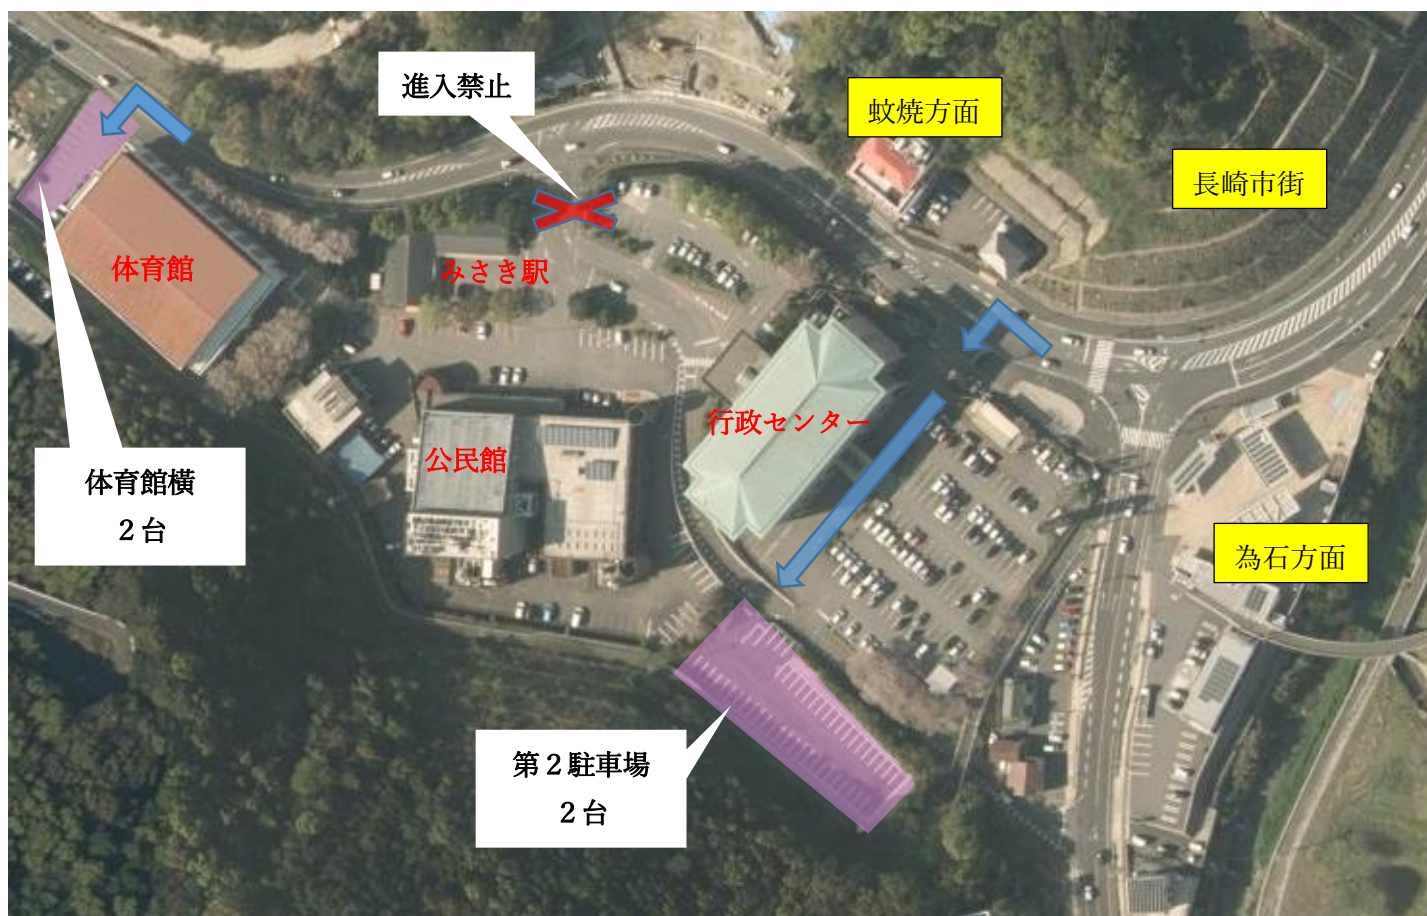 進入禁止
蚊焼方面
長崎市街
体育館
みさき駅
行政センター
公民館
体育館横
２台
為石方面
第２駐車場
２台